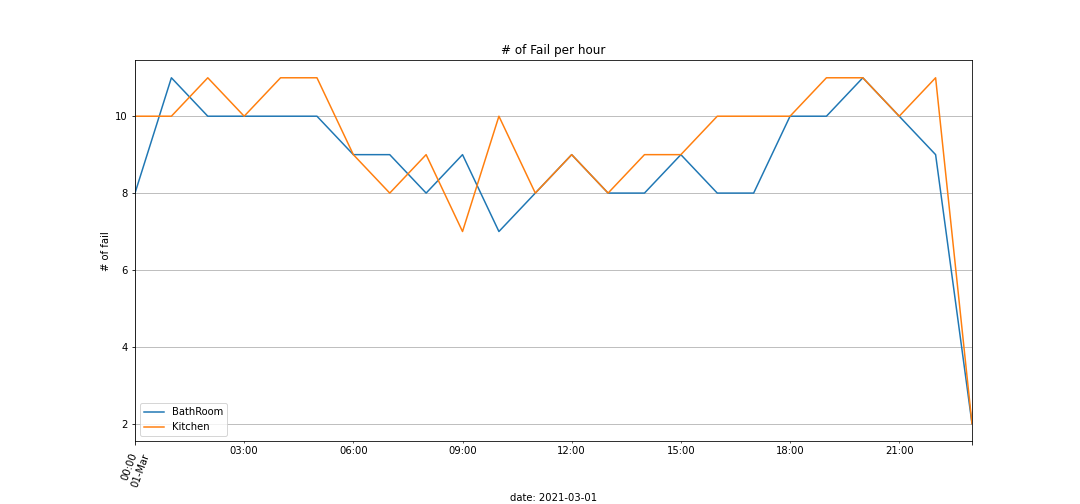 # of Fail per hour
10
8
6
4
2
# of fail
BathRoom
Kitchen
00:00
01-Mar
03:00
06:00
09:00
12:00
15:00
18:00
21:00
date: 2021-03-01